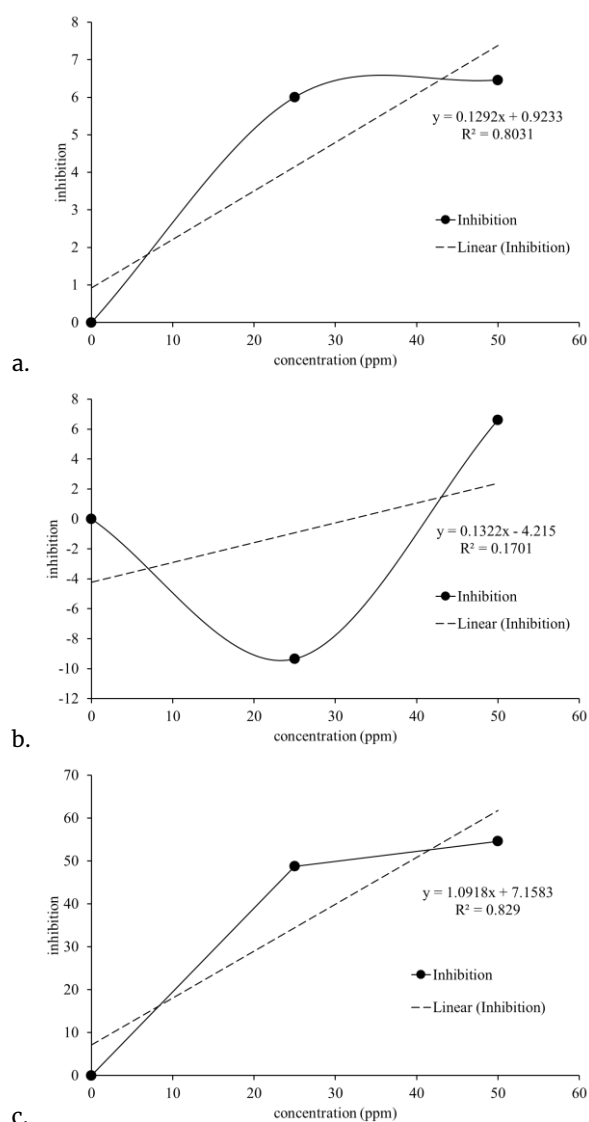 8
7
6
5
4
3
2
1
0
inhibition
y = 0.1292x + 0.9233
R² = 0.8031
Inhibition
Linear (Inhibition)
0 10 20 30 40 50 60
concentration (ppm)
a.
8
6
4
2
0
-2
-4
-6
-8
-10
-12
inhibition
y = 0.1322x - 4.215
R² = 0.1701
Inhibition
Linear (Inhibition)
0 10 20 30 40 50 60
concentration (ppm)
b.
70
60
50
40
30
20
10
0
inhibition
y = 1.0918x + 7.1583
R² = 0.829
Inhibition
Linear (Inhibition)
0 10 20 30 40 50 60
concentration (ppm)
c.